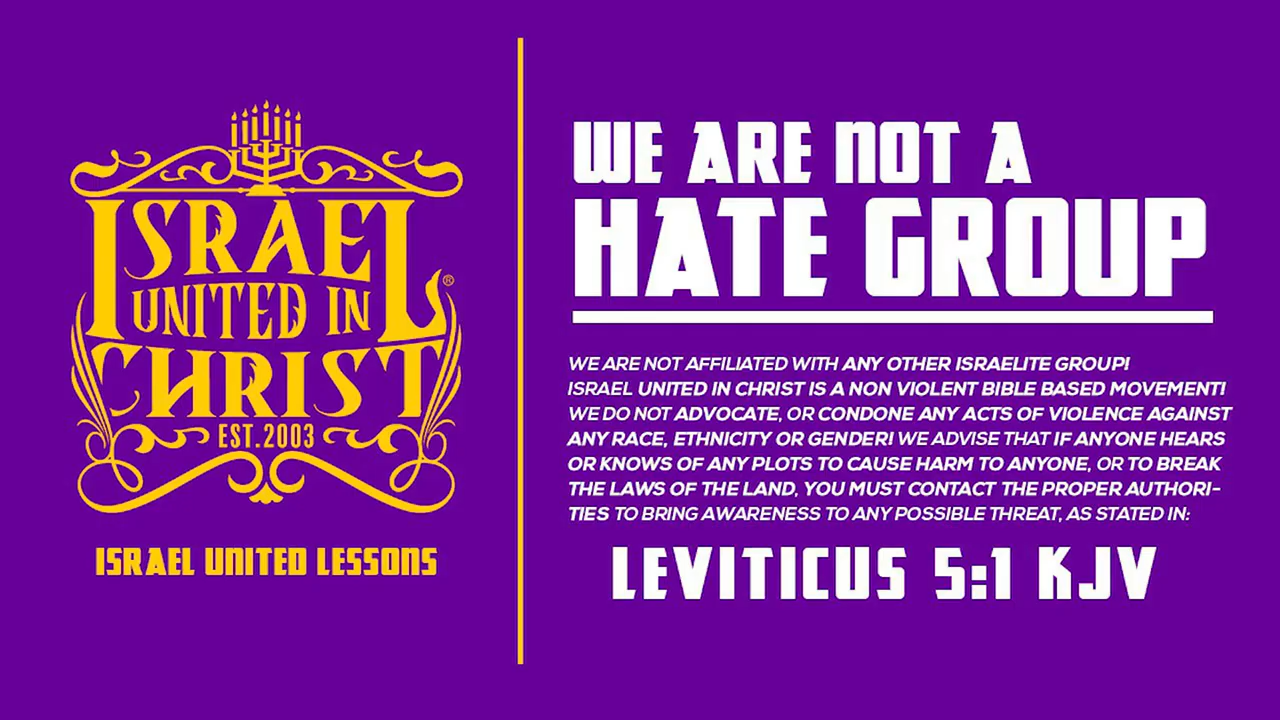 ISRAEL
UNITED IN
CHRIST
®
EST.2003
ISRAEL UNITED LESSONS
WE ARE NOT A
HATE GROUP
WE ARE NOT AFFILIATED WITH ANY OTHER ISRAELITE GROUP!
ISRAEL UNITED IN CHRIST IS A NON VIOLENT BIBLE BASED MOVEMENT!
WE DO NOT ADVOCATE, OR CONDONE ANY ACTS OF VIOLENCE AGAINST
ANY RACE, ETHNICITY OR GENDER! WE ADVISE THAT IF ANYONE HEARS
OR KNOWS OF ANY PLOTS TO CAUSE HARM TO ANYONE, OR TO BREAK
THE LAWS OF THE LAND, YOU MUST CONTACT THE PROPER AUTHORI-
TIES TO BRING AWARENESS TO ANY POSSIBLE THREAT, AS STATED IN:
LEVITICUS 5:1 KJV